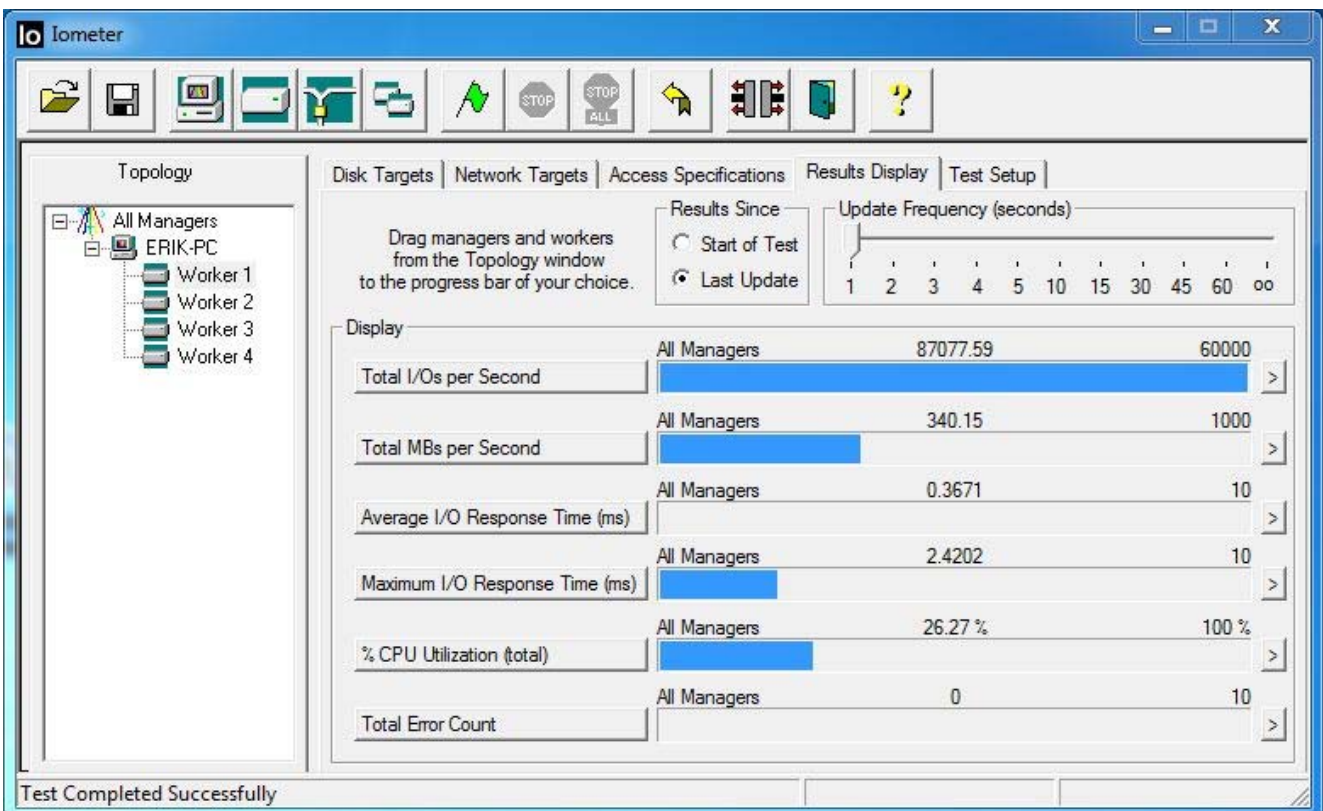 Io Iometer
STOP
STOP
ALL
Topology
All Managers
ERIK-PC
Worker 1
Worker 2
Worker 3
Worker 4
Disk Targets Network Targets Access Specifications Results Display Test Setup
Drag managers and workers
from the Topology window
to the progress bar of your choice.
Results Since
Start of Test
Last Update
Update Frequency (seconds)
1 2 3 4 5 10 15 30 45 60 oo
Display
All Managers 87077.59 60000
Total I/Os per Second >
All Managers 340.15 1000
Total MBs per Second >
All Managers 0.3671 10
Average I/O Response Time (ms) >
All Managers 2.4202 10
Maximum I/O Response Time (ms) >
All Managers 26.27 % 100 %
% CPU Utilization (total) >
All Managers 0 10
Total Error Count >
Test Completed Successfully